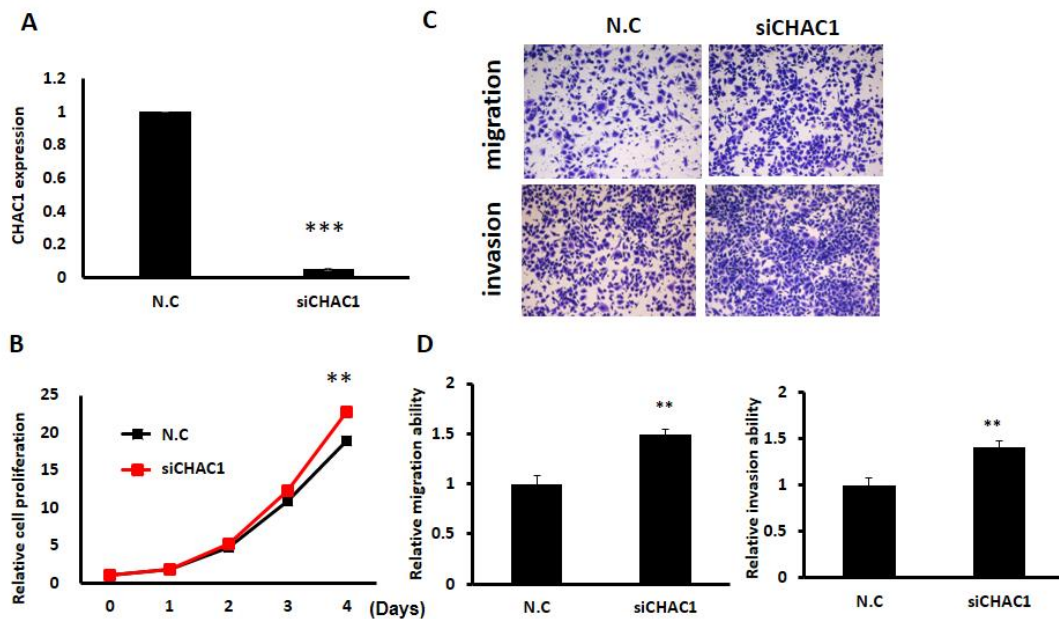 A
CHAC1 expression
1.2
1
0.8
0.6
0.4
0.2
0
***
N.C
siCHAC1
B
Relative cell proliferation
25
20
15
10
5
0
**
N.C
siCHAC1
0 1 2 3 4 (Days)
C
N.C siCHAC1
migration
invasion
D
Relative migration ability
2
1.5
1
0.5
0
**
N.C siCHAC1
Relative invasion ability
2
1.5
1
0.5
0
**
N.C siCHAC1